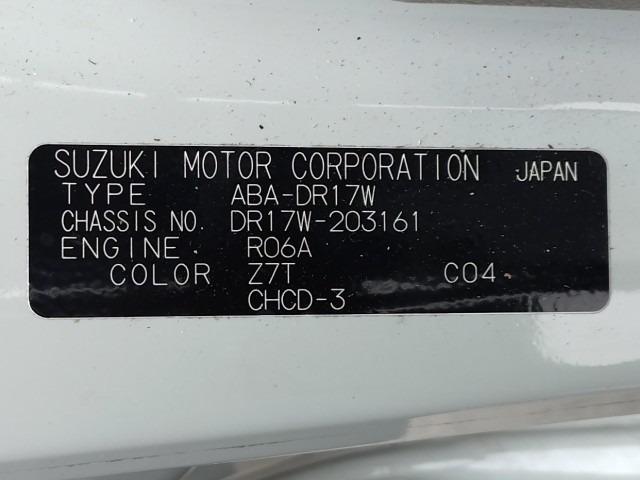 SUZUKI MOTOR CORPORATION JAPAN
TYPE ABA-DR17W
CHASSIS NO. DR17W-203161
ENGINE R06A
COLOR Z7T C04
CHCD-3